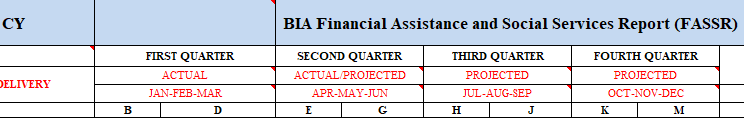 CY BIA Financial Assistance and Social Services Report (FASSR)
FIRST QUARTER SECOND QUARTER THIRD QUARTER FOURTH QUARTER
ACTUAL ACTUAL/PROJECTED PROJECTED PROJECTED
DELIVERY JAN-FEB-MAR APR-MAY-JUN JUL-AUG-SEP OCT-NOV-DEC
B D E G H J K M